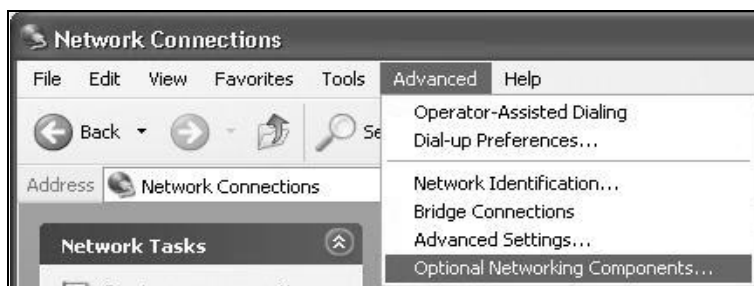 Network Connections
File Edit View Favorites Tools Advanced Help
Operator-Assisted Dialing
Back Se
Dial-up Preferences...
Address Network Connections
Network Identification...
Bridge Connections
Network Tasks
Advanced Settings...
Optional Networking Components...